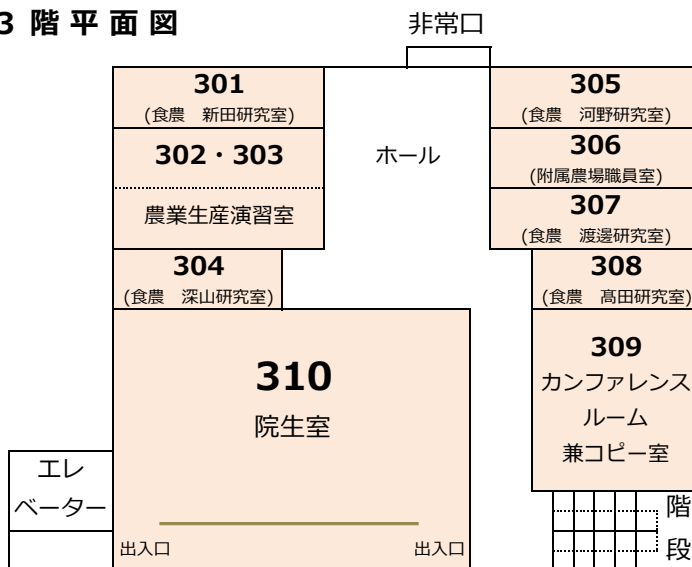 3 階 平 面 図
非常口
301
(食農　新田研究室)
302・303
農業生産演習室
ホール
305
(食農　河野研究室)
306
(附属農場職員室)
307
(食農　渡邊研究室)
304
(食農　深山研究室)
308
(食農　髙田研究室)
310
院生室
309
カンファレンス
ルーム
兼コピー室
エレ
ベーター
出入口
出入口
階
段